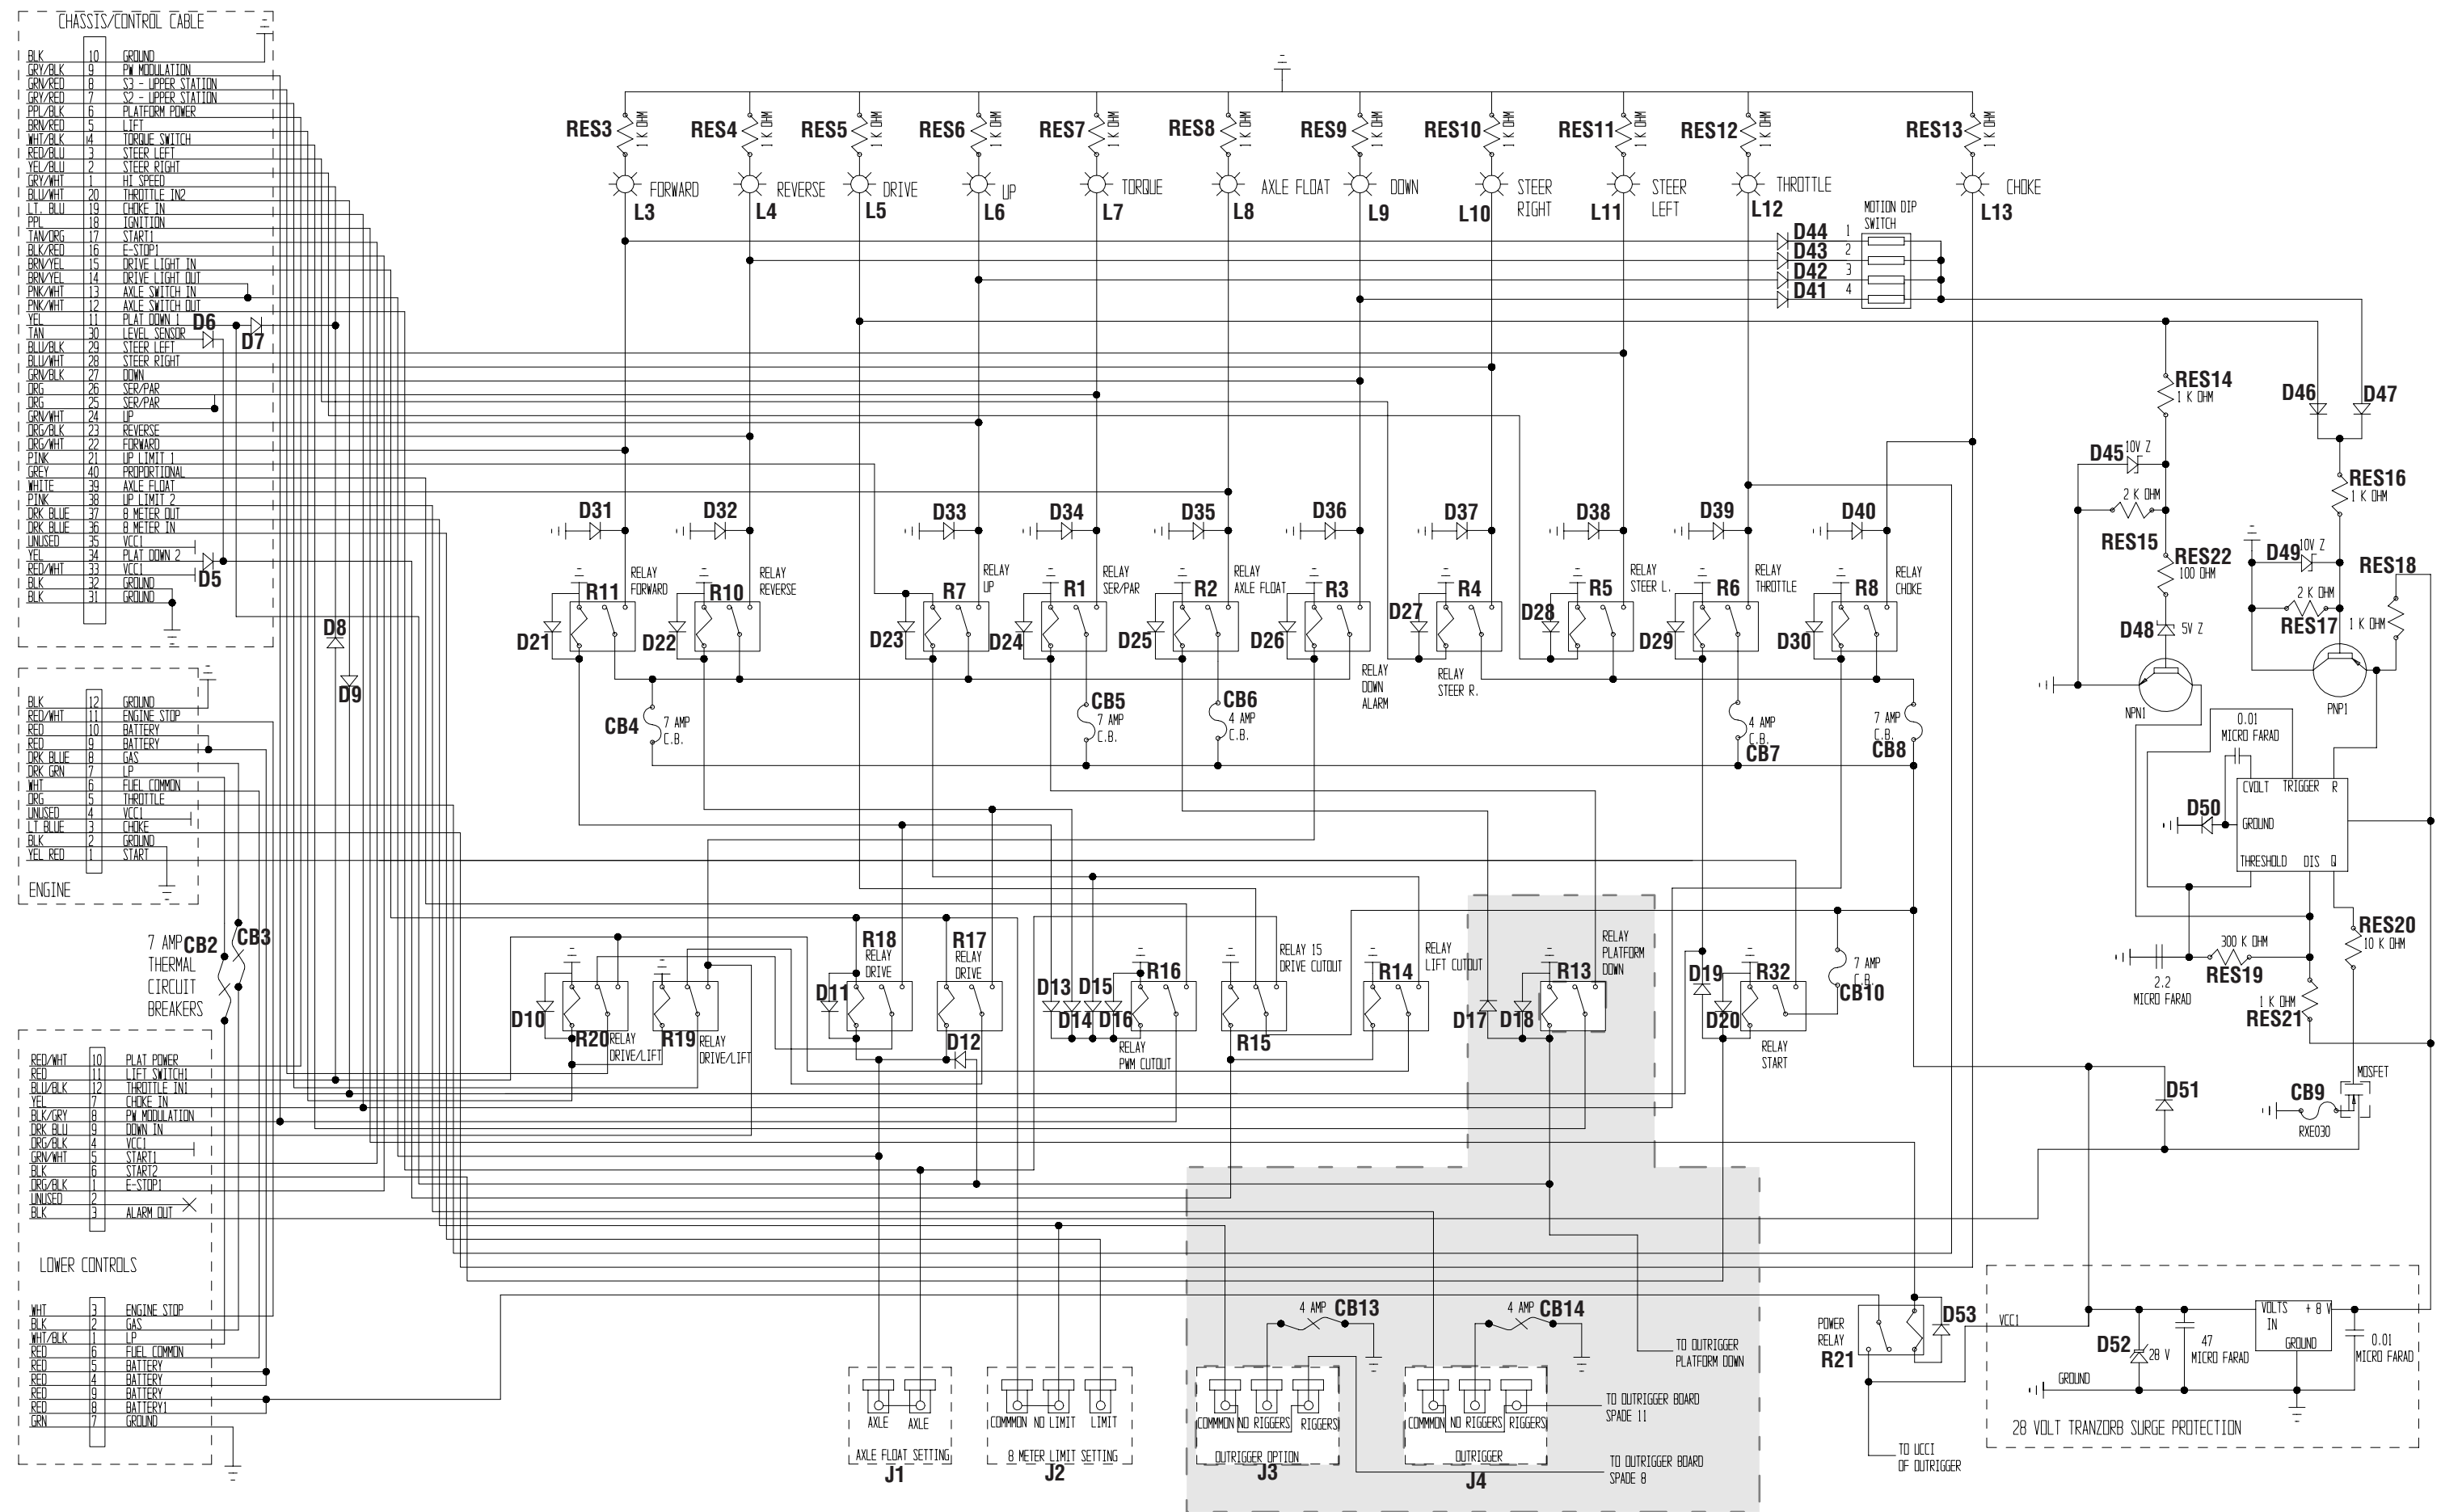 CHASSIS/CONTROL CABLE
BLK 10 GROUND
GRY/BLK 9 PW MODULATION
GRN/RED 8 S3 - UPPER STATION
GRY/RED 7 S2 - UPPER STATION
PPL/BLK 6 PLATFORM POWER
BRN/RED 5 LIFT
WHT/BLK 4 TORQUE SWITCH
RED/BLU 3 STEER LEFT
YEL/BLU 2 STEER RIGHT
GRY/WHT 1 HI SPEED
BLU/WHT 20 THROTTLE IN2
LT. BLU 19 CHOKE IN
PPL 18 IGNITION
TAN/ORG 17 START1
BLK/RED 16 E-STOP1
BRN/YEL 15 DRIVE LIGHT IN
BRN/YEL 14 DRIVE LIGHT OUT
PNK/WHT 13 AXLE SWITCH IN
PNK/WHT 12 AXLE SWITCH OUT
YEL 11 PLAT DOWN 1
TAN 30 LEVEL SENSOR
BLU/BLK 29 STEER LEFT
BLU/WHT 28 STEER RIGHT
GRN/BLK 27 DOWN
ORG 26 SER/PAR
ORG 25 SER/PAR
GRN/WHT 24 UP
ORG/BLK 23 REVERSE
ORG/WHT 22 FORWARD
PINK 21 UP LIMIT 1
GREY 40 PROPORTIONAL
WHITE 39 AXLE FLOAT
PINK 38 UP LIMIT 2
DRK BLUE 37 8 METER OUT
DRK BLUE 36 8 METER IN
UNUSED 35 VCC1
YEL 34 PLAT DOWN 2
RED/WHT 33 VCC1
BLK 32 GROUND
BLK 31 GROUND
D6
D7
D5
D8
D9
BLK 12 GROUND
RED/WHT 11 ENGINE STOP
RED 10 BATTERY
RED 9 BATTERY
DRK BLUE 8 GAS
DRK GRN 7 LP
WHT 6 FUEL COMMON
ORG 5 THROTTLE
UNUSED 4 VCC1
LT BLUE 3 CHOKE
BLK 2 GROUND
YEL RED 1 START
ENGINE
7 AMP
THERMAL
CIRCUIT
BREAKERS
CB2
CB3
RED/WHT 10 PLAT POWER
RED 11 LIFT SWITCH1
BLU/BLK 12 THROTTLE IN1
YEL 7 CHOKE IN
BLK/GRY 8 PW MODULATION
DRK BLU 9 DOWN IN
ORG/BLK 4 VCC1
GRN/WHT 5 START1
BLK 6 START2
ORG/BLK 1 E-STOP1
UNUSED 2
BLK 3 ALARM OUT
LOWER CONTROLS
WHT 3 ENGINE STOP
BLK 2 GAS
WHT/BLK 1 LP
RED 6 FUEL COMMON
RED 5 BATTERY
RED 4 BATTERY
RED 9 BATTERY
RED 8 BATTERY1
GRN 7 GROUND
RES3 1 K OHM
RES4 1 K OHM
RES5 1 K OHM
RES6 1 K OHM
RES7 1 K OHM
RES8 1 K OHM
RES9 1 K OHM
RES10 1 K OHM
RES11 1 K OHM
RES12 1 K OHM
RES13 1 K OHM
FORWARD L3
REVERSE L4
DRIVE L5
UP L6
TORQUE L7
AXLE FLOAT L8
DOWN L9
STEER RIGHT L10
STEER LEFT L11
THROTTLE L12
CHOKE L13
MOTION DIP
SWITCH
D44 1
D43 2
D42 3
D41 4
D31
D32
D33
D34
D35
D36
D37
D38
D39
D40
R11 RELAY FORWARD D21
R10 RELAY REVERSE D22
R7 RELAY UP D23
R1 RELAY SER/PAR D24
R2 RELAY AXLE FLOAT D25
R3 D26 RELAY DOWN ALARM
R4 D27 RELAY STEER R.
R5 RELAY STEER L. D28
R6 RELAY THROTTLE D29
R8 RELAY CHOKE D30
CB4 7 AMP C.B.
CB5 7 AMP C.B.
CB6 4 AMP C.B.
CB7 4 AMP C.B.
CB8 7 AMP C.B.
D10
R20 RELAY DRIVE/LIFT
R19 RELAY DRIVE/LIFT
R18 RELAY DRIVE
D11
R17 RELAY DRIVE
D12
D13
D14
D15
D16
R16
RELAY PWM CUTOUT
RELAY 15
DRIVE CUTOUT
R15
RELAY LIFT CUTOUT
R14
D17
D18
R13
RELAY
PLATFORM
DOWN
D19
D20
R32
RELAY START
7 AMP C.B.
CB10
RES14 1 K OHM
D46
D47
D45 10V Z
2 K OHM
RES15
RES22 100 OHM
D48 5V Z
NPN1
RES16 1 K OHM
D49 10V Z
2 K OHM
RES17
RES18
1 K OHM
PNP1
0.01
MICRO FARAD
CVOLT TRIGGER R
GROUND
THRESHOLD DIS Q
D50
300 K OHM
RES19
2.2
MICRO FARAD
RES20 10 K OHM
1 K OHM
RES21
MOSFET
CB9
RXE030
D51
AXLE AXLE
AXLE FLOAT SETTING
J1
COMMON NO LIMIT LIMIT
8 METER LIMIT SETTING
J2
4 AMP CB13
COMMON NO RIGGERS RIGGERS
OUTRIGGER OPTION
J3
4 AMP CB14
COMMON NO RIGGERS RIGGERS
OUTRIGGER
J4
TO OUTRIGGER
PLATFORM DOWN
TO OUTRIGGER BOARD
SPADE 11
TO OUTRIGGER BOARD
SPADE 8
POWER
RELAY
R21
D53
VCC1
TO UCC1
OF OUTRIGGER
D52 28 V
47
MICRO FARAD
VOLTS IN + 8 V
GROUND
0.01
MICRO FARAD
GROUND
28 VOLT TRANZORB SURGE PROTECTION